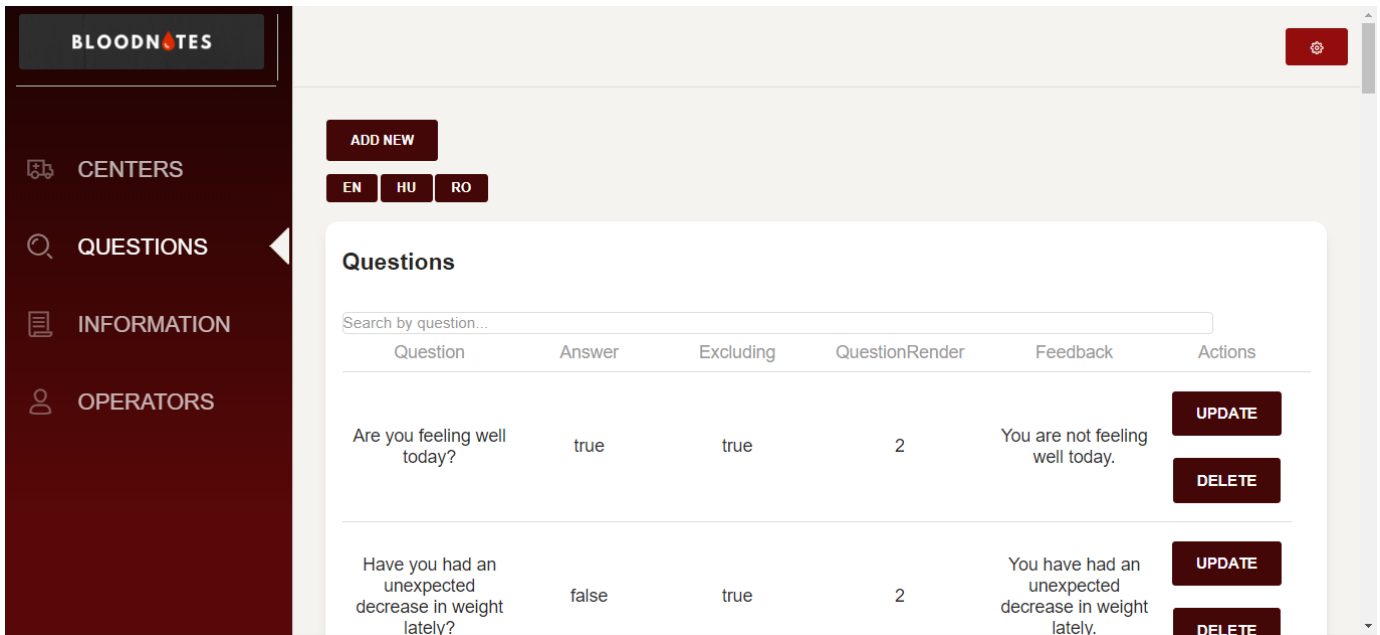 BLOODNOTES
CENTERS
QUESTIONS
INFORMATION
OPERATORS
ADD NEW
EN HU RO
Questions
Search by question...
Question Answer Excluding QuestionRender Feedback Actions
Are you feeling well
today?
true
true
2
You are not feeling
well today.
UPDATE
DELETE
Have you had an
unexpected
decrease in weight
lately?
false
true
2
You have had an
unexpected
decrease in weight
lately.
UPDATE
DELETE